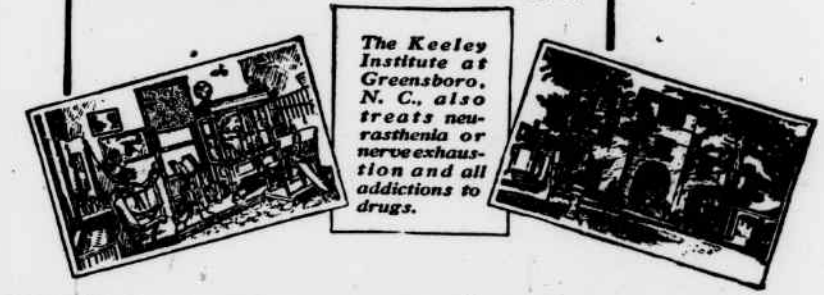 The Keeley
Institute at
Greensboro,
N. C., also
treats neu-
rasthenia or
nerve exhaus-
tion and all
addictions to
drugs.